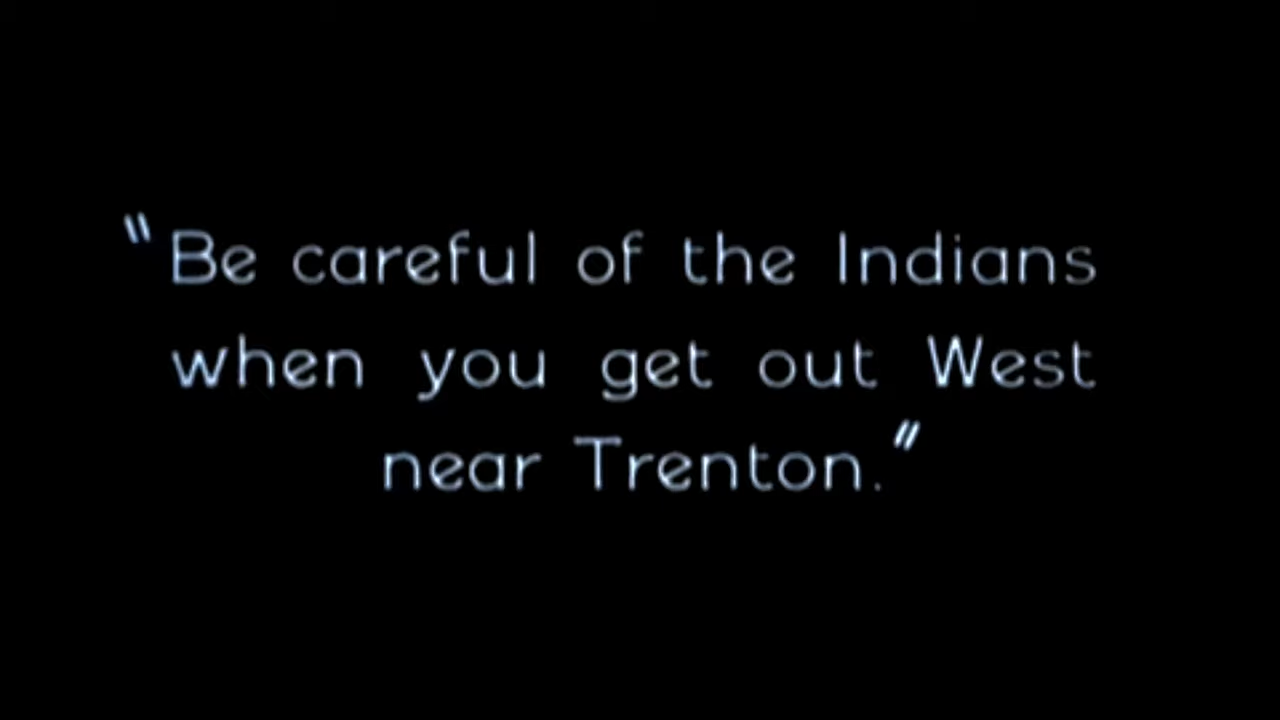 "Be careful of the Indians
when you get out West
near Trenton."